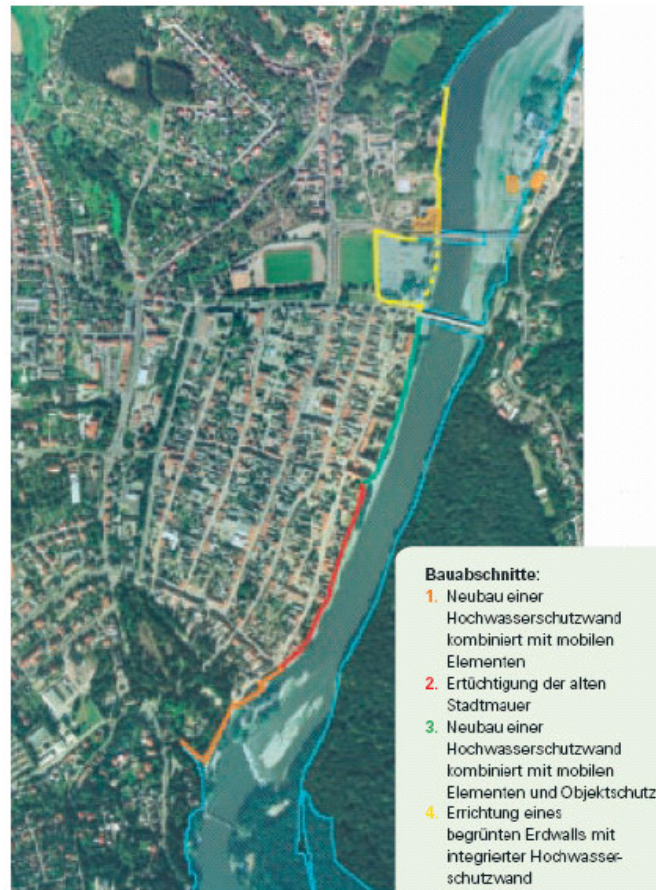 Bauabschnitte:
1. Neubau einer
Hochwasserschutzwand
kombiniert mit mobilen
Elementen
2. Ertüchtigung der alten
Stadtmauer
3. Neubau einer
Hochwasserschutzwand
kombiniert mit mobilen
Elementen und Objektschutz
4. Errichtung eines
begrünten Erdwalls mit
integrierter Hochwasser-
schutzwand